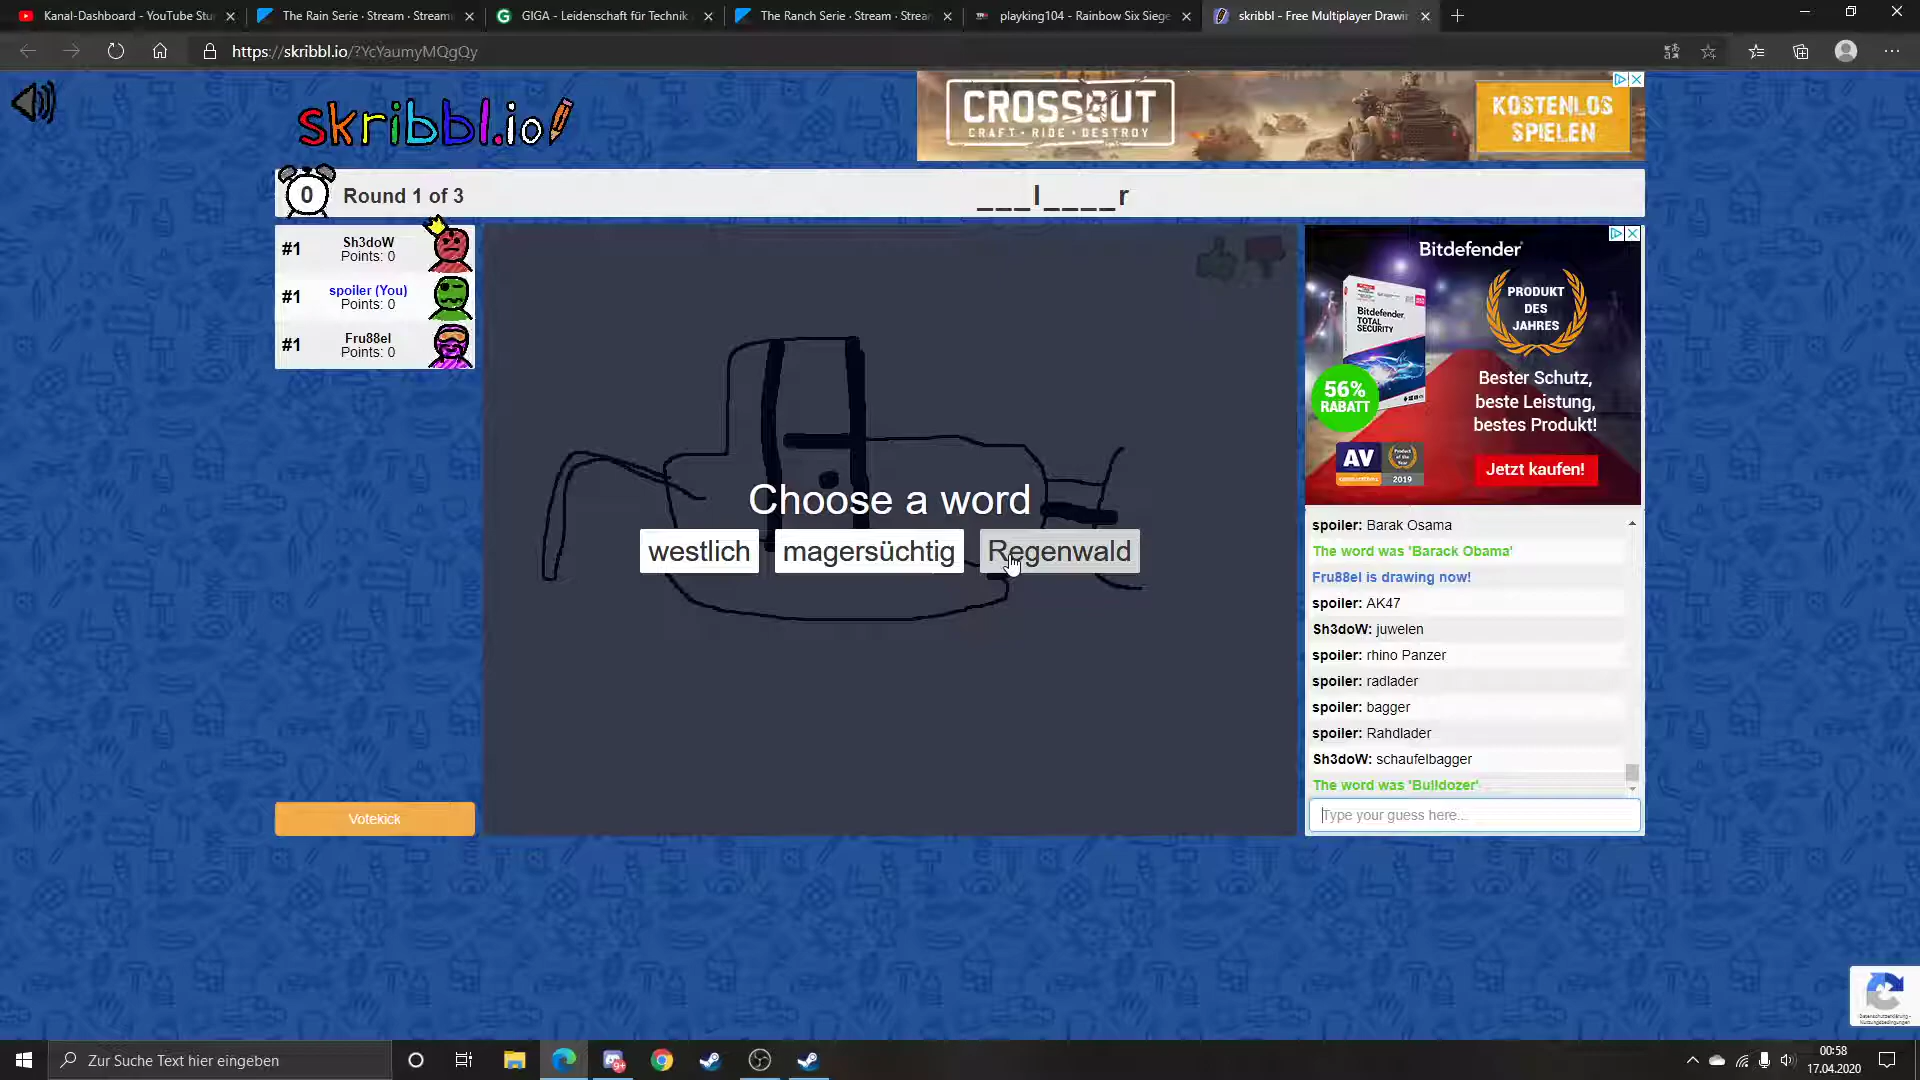 Kanal-Dashboard - YouTube Stu
The Rain Serie · Stream · Stream
GIGA - Leidenschaft für Technik
The Ranch Serie · Stream · Strea
playking104 - Rainbow Six Siege
skribbl - Free Multiplayer Drawi
https://skribbl.io/?YcYaumyMQgQy
skribbl.io
CROSSOUT
CRAFT · RIDE · DESTROY
KOSTENLOS
SPIELEN
0
Round 1 of 3
___l____r
#1
Sh3doW
Points: 0
#1
spoiler (You)
Points: 0
#1
Fru88el
Points: 0
Votekick
Choose a word
westlich
magersüchtig
Regenwald
Bitdefender
PRODUKT
DES
JAHRES
Bitdefender
TOTAL
SECURITY
56%
RABATT
Bester Schutz,
beste Leistung,
bestes Produkt!
AV
2019
Jetzt kaufen!
spoiler: Barak Osama
The word was 'Barack Obama'
Fru88el is drawing now!
spoiler: AK47
Sh3doW: juwelen
spoiler: rhino Panzer
spoiler: radlader
spoiler: bagger
spoiler: Rahdlader
Sh3doW: schaufelbagger
The word was 'Bulldozer'
Type your guess here...
Zur Suche Text hier eingeben
9+
00:58
17.04.2020